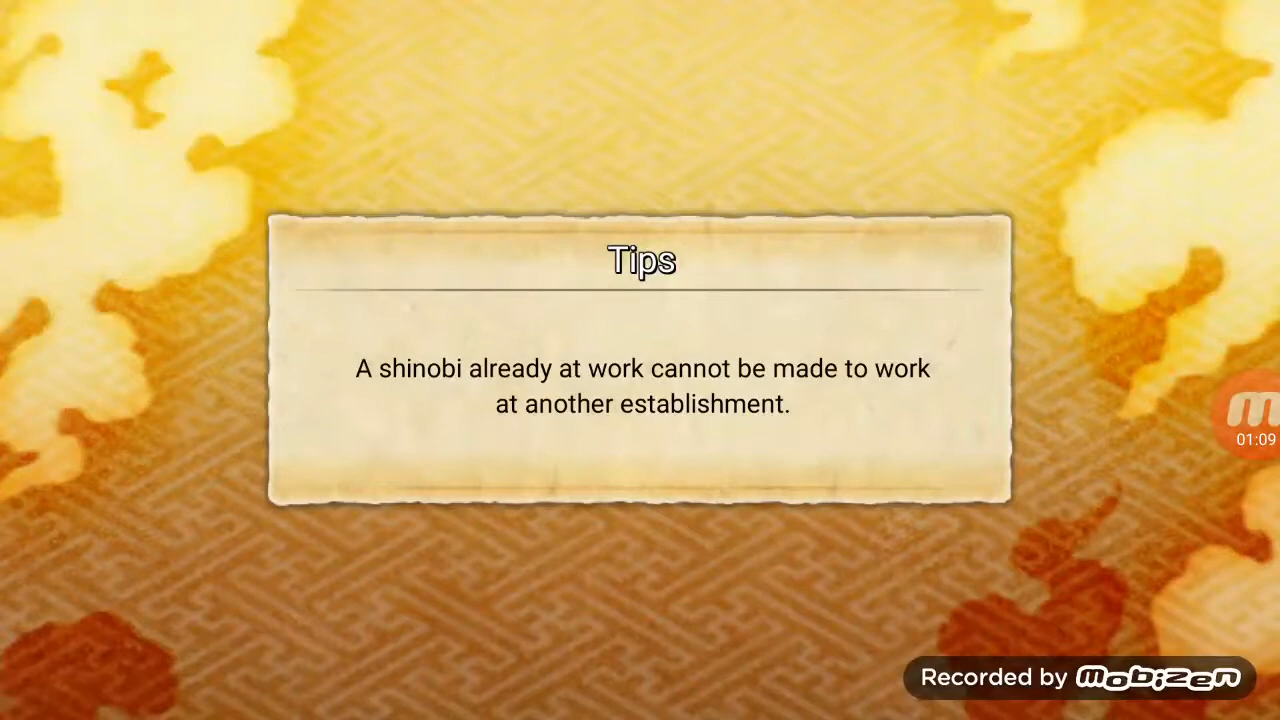 Tips
A shinobi already at work cannot be made to work
at another establishment.
01:09
Recorded by mobizen